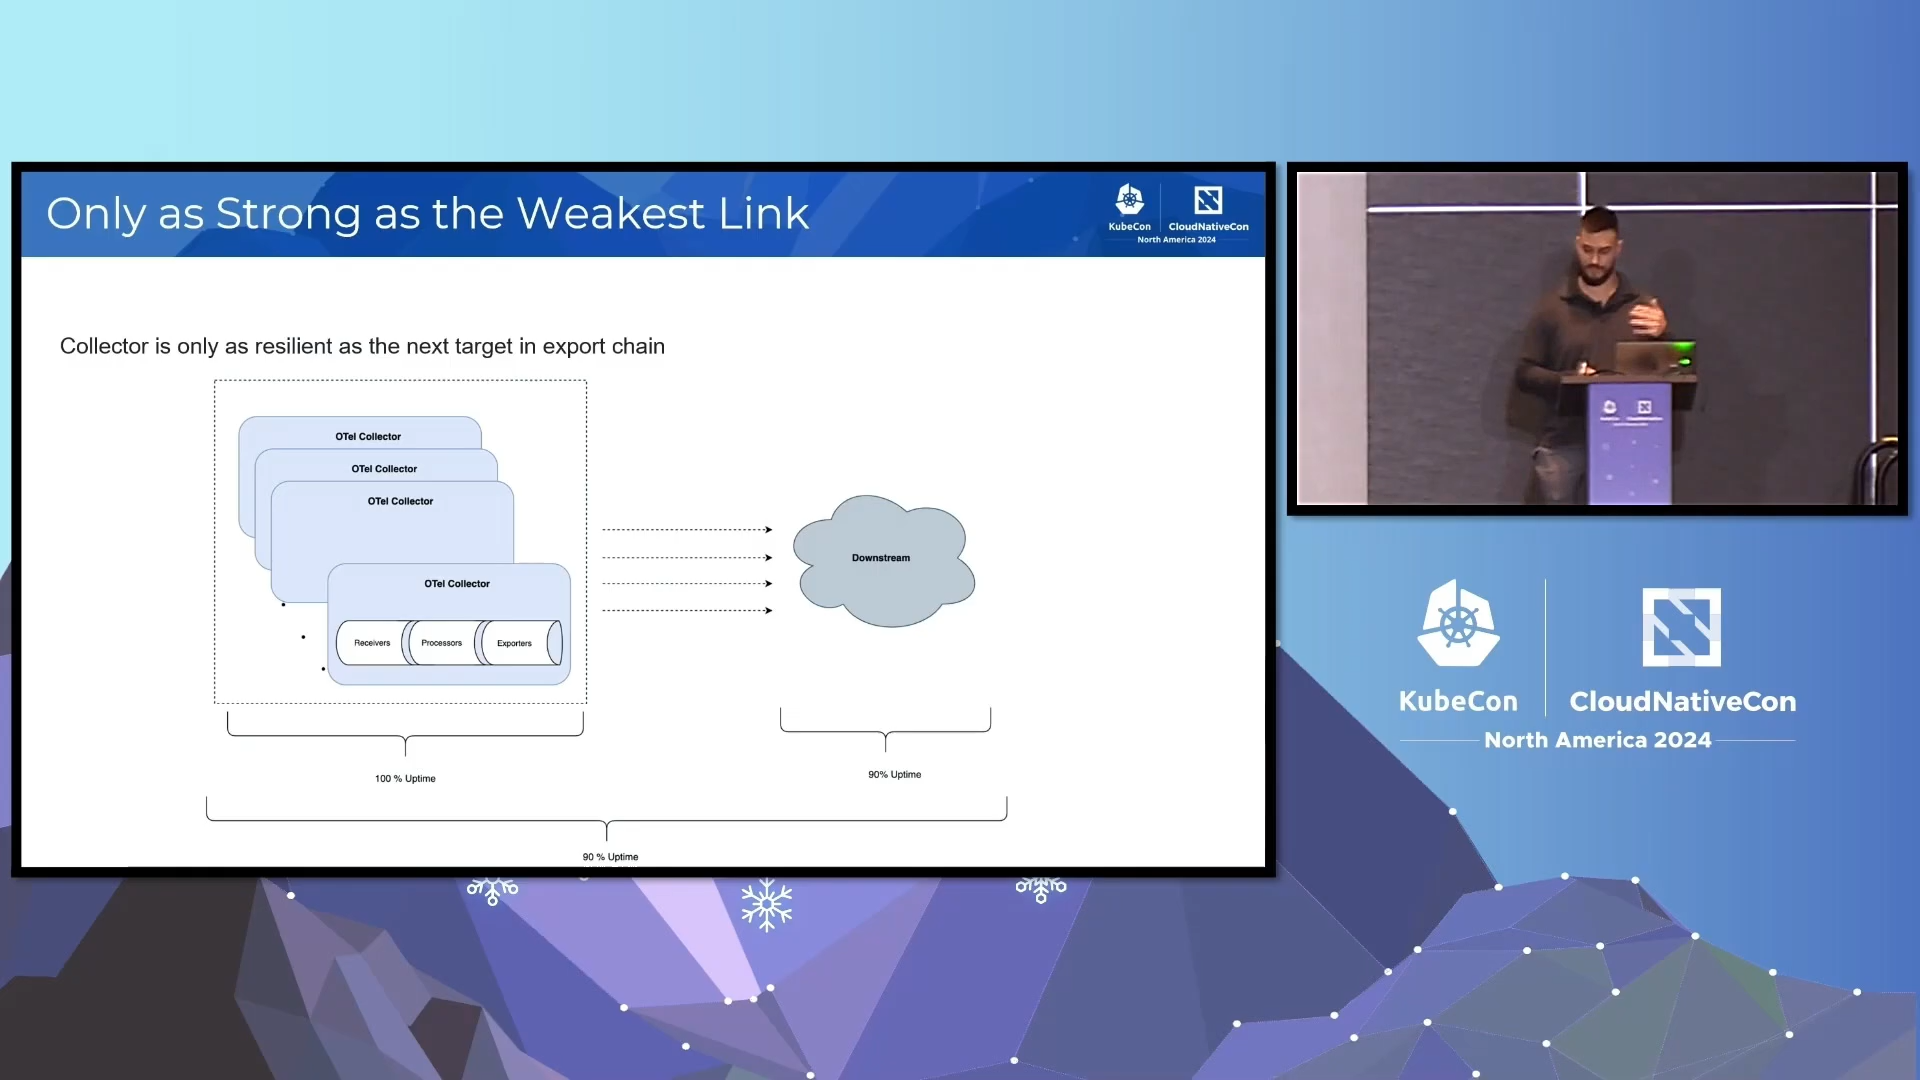 Only as Strong as the Weakest Link
KubeCon
CloudNativeCon
North America 2024
Collector is only as resilient as the next target in export chain
OTel Collector
OTel Collector
OTel Collector
OTel Collector
Receivers
Processors
Exporters
Downstream
100 % Uptime
90% Uptime
90 % Uptime
KubeCon
CloudNativeCon
North America 2024